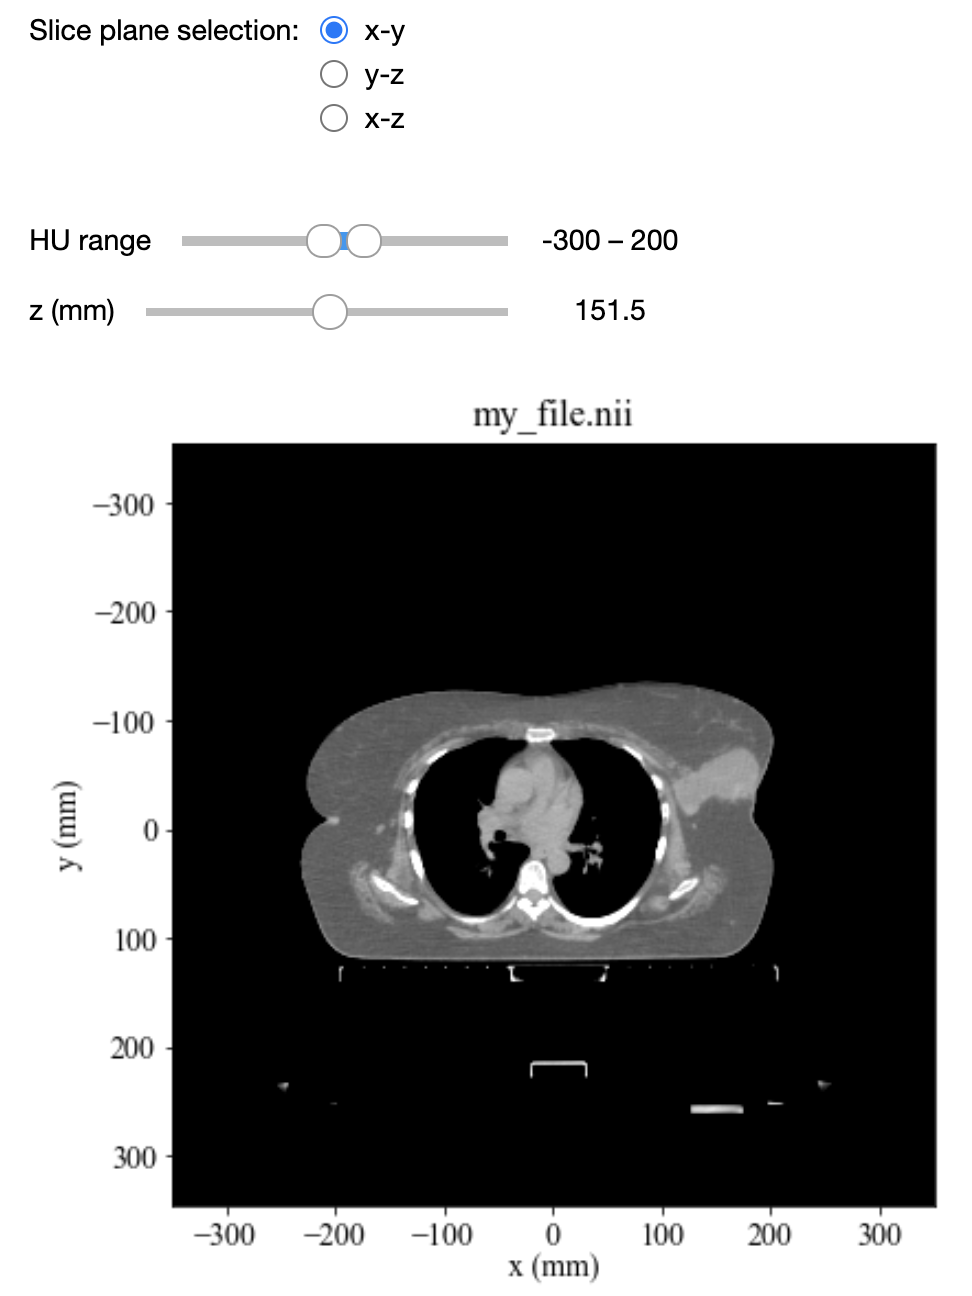 Slice plane selection: x-y
y-z
x-z
HU range -300 – 200
z (mm) 151.5
my_file.nii
−300
−200
−100
0
100
200
300
y (mm)
−300 −200 −100 0 100 200 300
x (mm)